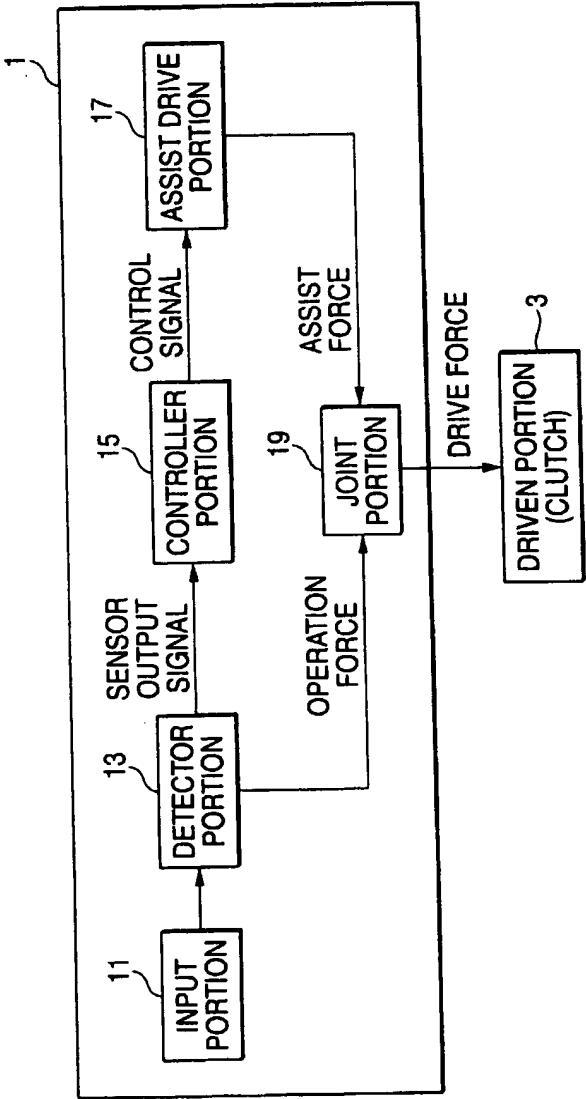 1
11
INPUT
PORTION
13
DETECTOR
PORTION
SENSOR
OUTPUT
SIGNAL
15
CONTROLLER
PORTION
CONTROL
SIGNAL
17
ASSIST DRIVE
PORTION
OPERATION
FORCE
19
JOINT
PORTION
ASSIST
FORCE
DRIVE FORCE
3
DRIVEN PORTION
(CLUTCH)